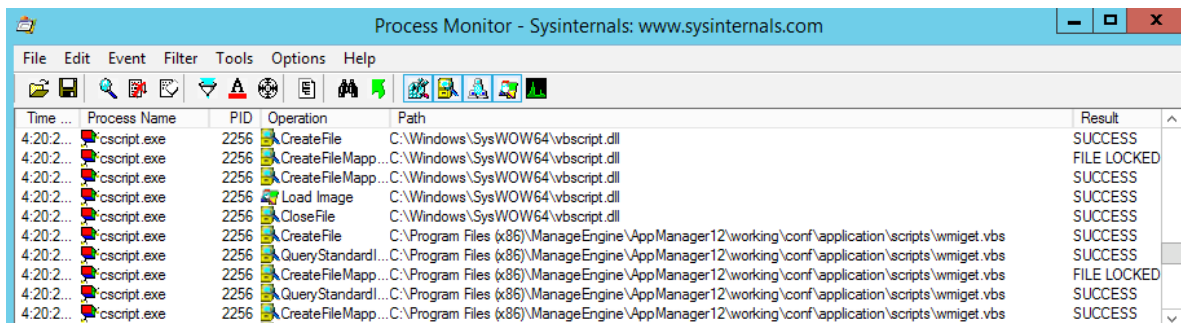 Process Monitor - Sysinternals: www.sysinternals.com
File Edit Event Filter Tools Options Help
Time ... Process Name PID Operation Path Result
4:20:2... cscript.exe 2256 CreateFile C:\Windows\SysWOW64\vbscript.dll SUCCESS
4:20:2... cscript.exe 2256 CreateFileMapp... C:\Windows\SysWOW64\vbscript.dll FILE LOCKED
4:20:2... cscript.exe 2256 CreateFileMapp... C:\Windows\SysWOW64\vbscript.dll SUCCESS
4:20:2... cscript.exe 2256 Load Image C:\Windows\SysWOW64\vbscript.dll SUCCESS
4:20:2... cscript.exe 2256 CloseFile C:\Windows\SysWOW64\vbscript.dll SUCCESS
4:20:2... cscript.exe 2256 CreateFile C:\Program Files (x86)\ManageEngine\AppManager12\working\conf\application\scripts\wmiget.vbs SUCCESS
4:20:2... cscript.exe 2256 QueryStandardI... C:\Program Files (x86)\ManageEngine\AppManager12\working\conf\application\scripts\wmiget.vbs SUCCESS
4:20:2... cscript.exe 2256 CreateFileMapp... C:\Program Files (x86)\ManageEngine\AppManager12\working\conf\application\scripts\wmiget.vbs FILE LOCKED
4:20:2... cscript.exe 2256 QueryStandardI... C:\Program Files (x86)\ManageEngine\AppManager12\working\conf\application\scripts\wmiget.vbs SUCCESS
4:20:2... cscript.exe 2256 CreateFileMapp... C:\Program Files (x86)\ManageEngine\AppManager12\working\conf\application\scripts\wmiget.vbs SUCCESS